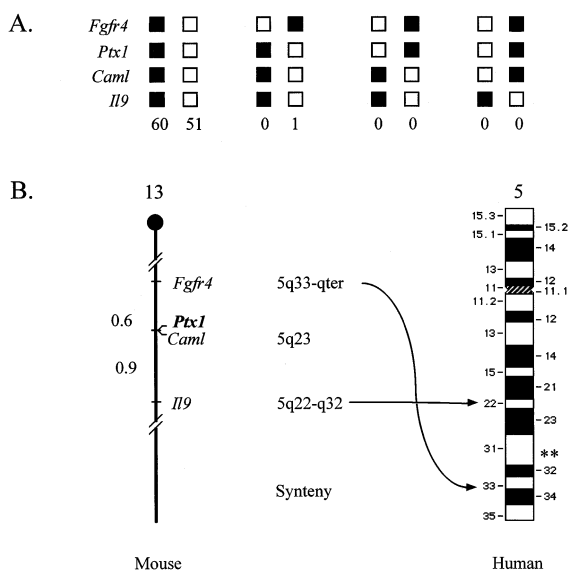 A.
Fgfr4
Ptx1
Caml
Il9
60 51 0 1 0 0 0 0
B.
13 5
15.3
15.2
15.1
14
13
12
11
11.1
11.2
12
13
14
15
21
22
23
31
**
32
33
34
35
Fgfr4 5q33-qter
0.6 Ptx1
Caml 5q23
0.9
Il9 5q22-q32
Synteny
Mouse Human